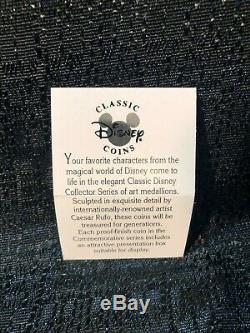 CLASSIC
Disney
COINS
Your favorite characters from the
magical world of Disney come to
life in the elegant Classic Disney
Collector Series of art medallions.
Sculpted in exquisite detail by
internationally-renowned artist
Caesar Rufo, these coins will be
treasured for generations.
Each proof-finish coin in the
Commemorative series includes
an attractive presentation box
suitable for display.